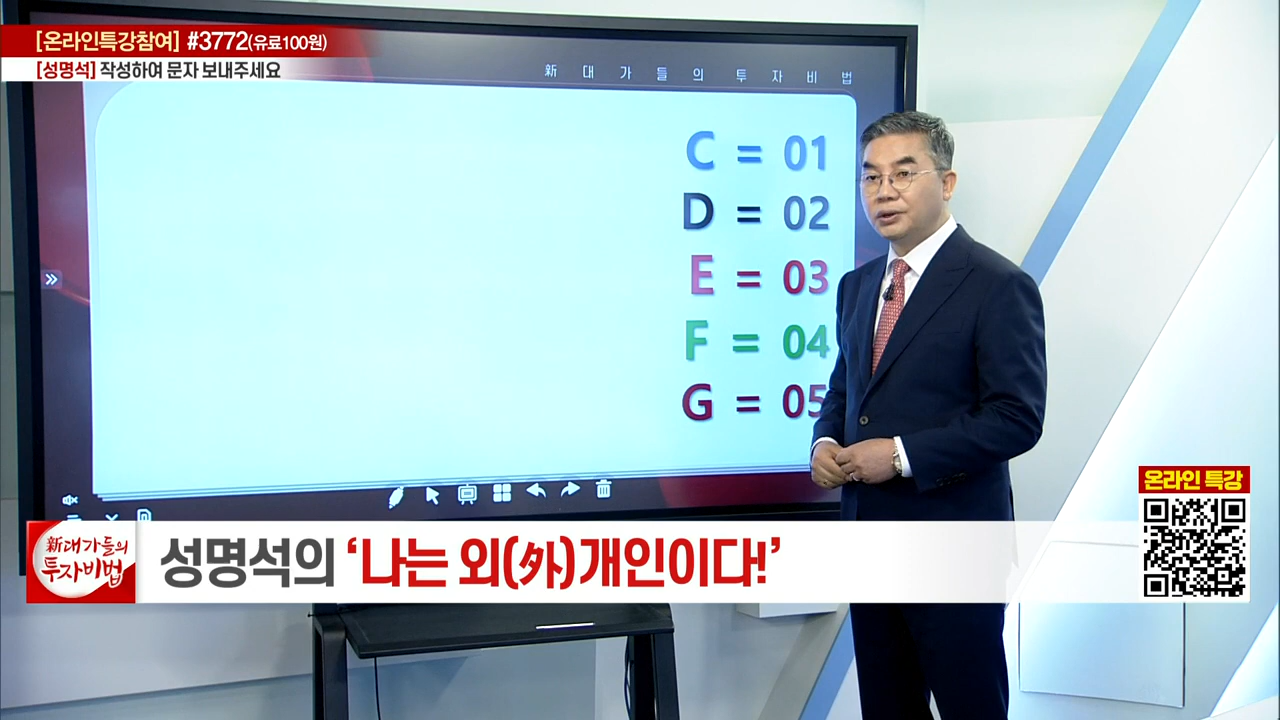 [온라인특강참여] #3772(유료100원)
[성명석] 작성하여 문자 보내주세요
新 대가들의 투자비법
C = 01
D = 02
E = 03
F = 04
G = 05
온라인 특강
新대가들의
투자비법
성명석의 ‘나는 외(外)개인이다!’